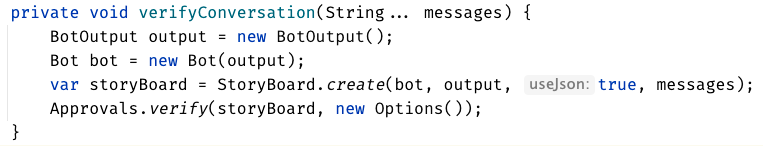 private void verifyConversation(String... messages) {
    BotOutput output = new BotOutput();
    Bot bot = new Bot(output);
    var storyBoard = StoryBoard.create(bot, output, useJson: true, messages);
    Approvals.verify(storyBoard, new Options());
}